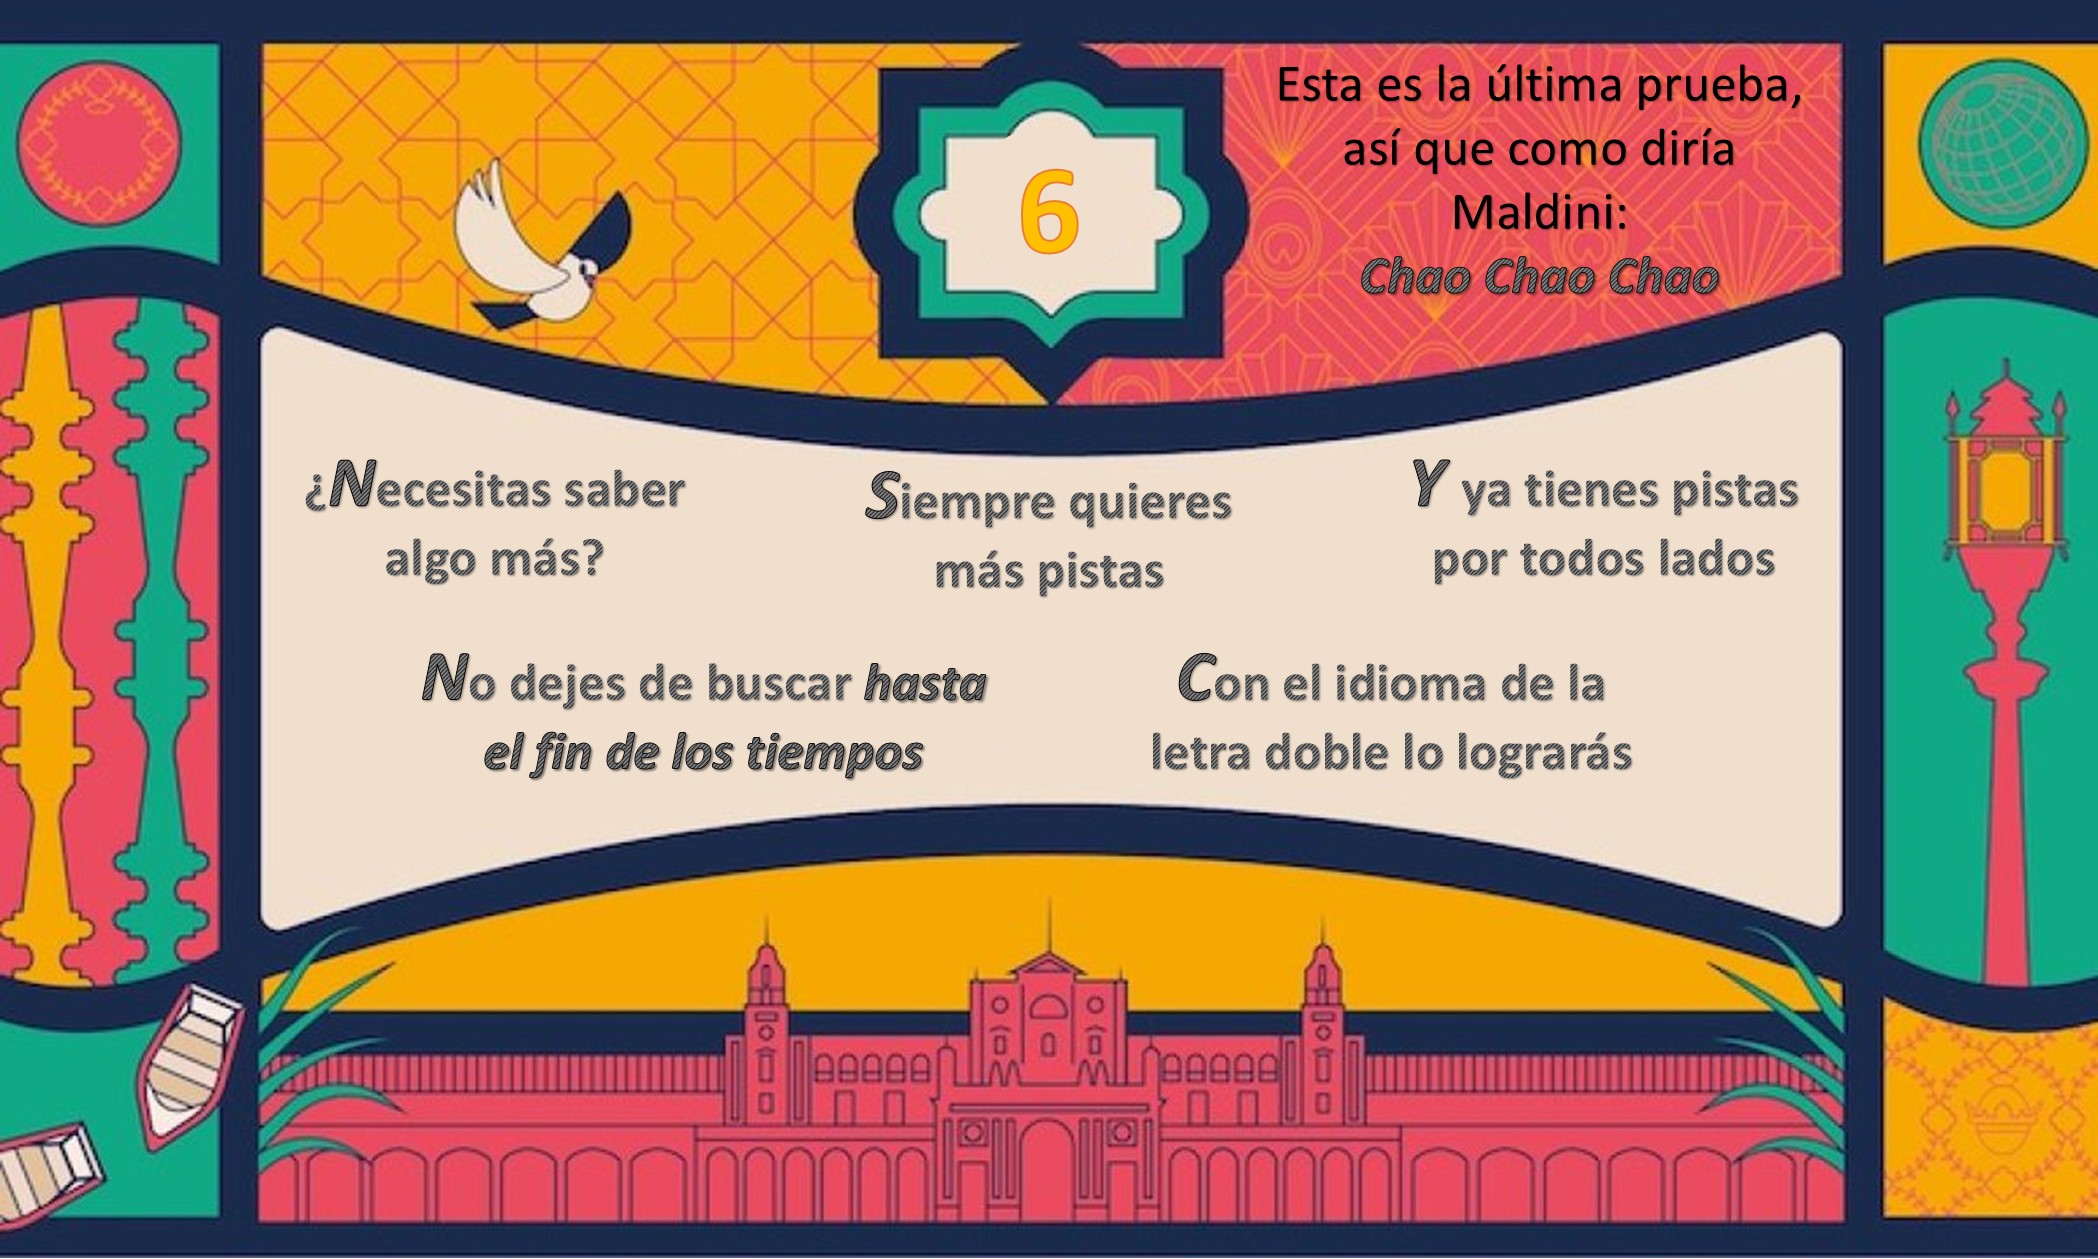 6
Esta es la última prueba,
así que como diría
Maldini:
Chao Chao Chao
¿Necesitas saber
algo más?
Siempre quieres
más pistas
Y ya tienes pistas
por todos lados
No dejes de buscar hasta
el fin de los tiempos
Con el idioma de la
letra doble lo lograrás